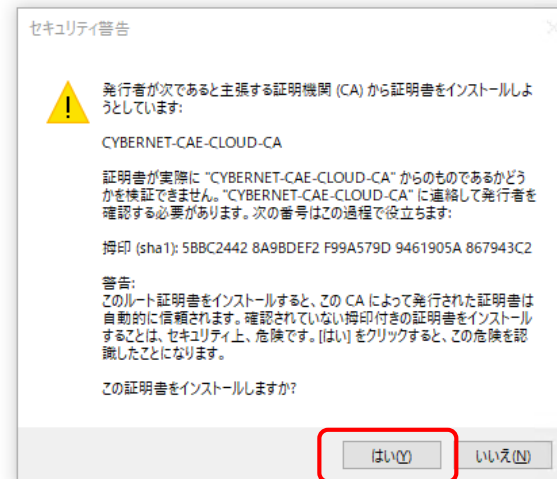 セキュリティ警告
発行者が次であると主張する証明機関 (CA) から証明書をインストールしよ
うとしています:
CYBERNET-CAE-CLOUD-CA
証明書が実際に "CYBERNET-CAE-CLOUD-CA" からのものであるかどう
かを検証できません。"CYBERNET-CAE-CLOUD-CA" に連絡して発行者を
確認する必要があります。次の番号はこの過程で役立ちます:
拇印 (sha1): 5BBC2442 8A9BDEF2 F99A579D 9461905A 867943C2
警告:
このルート証明書をインストールすると、この CA によって発行された証明書は
自動的に信頼されます。確認されていない拇印付きの証明書をインストール
することは、セキュリティ上、危険です。[はい] をクリックすると、この危険を認
識したことになります。
この証明書をインストールしますか?
はい(Y)
いいえ(N)